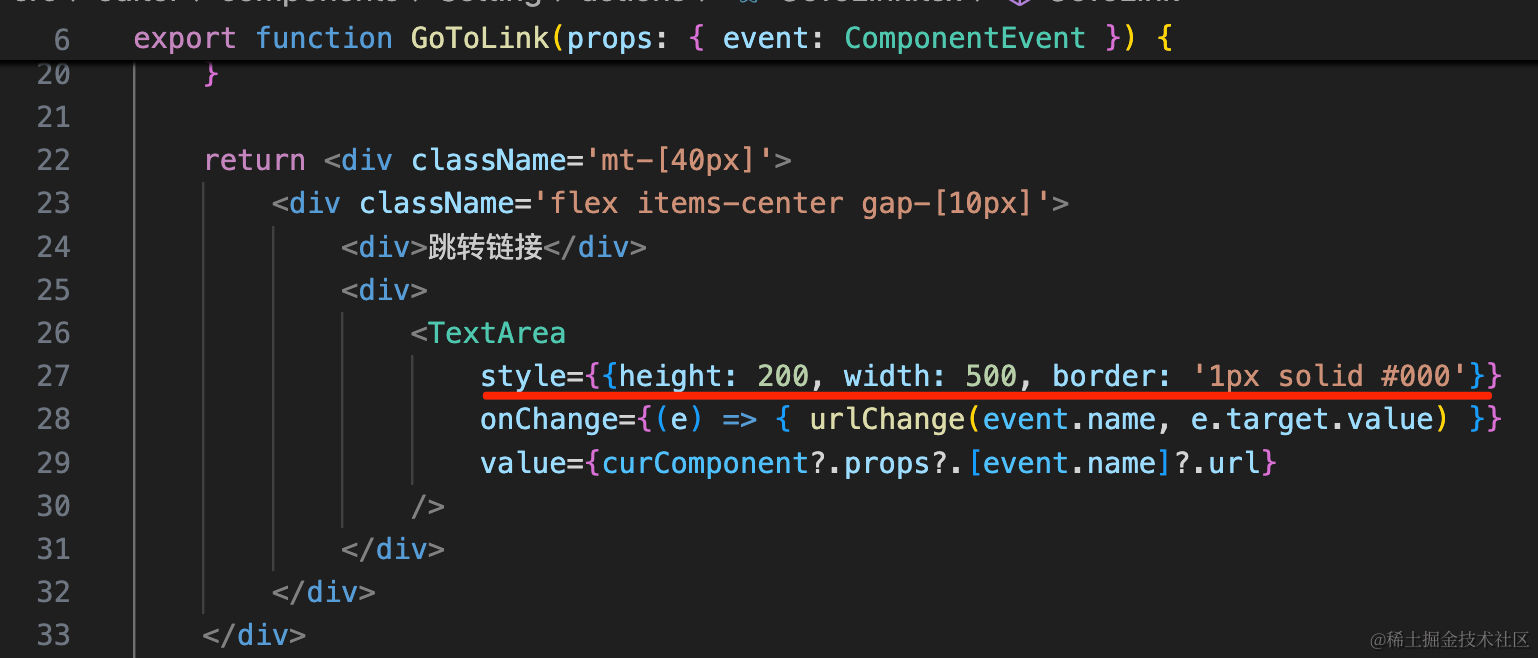 6 export function GoToLink(props: { event: ComponentEvent }) {
20 }
21
22 return <div className='mt-[40px]'>
23 <div className='flex items-center gap-[10px]'>
24 <div>跳转链接</div>
25 <div>
26 <TextArea
27 style={{height: 200, width: 500, border: '1px solid #000'}}
28 onChange={(e) => { urlChange(event.name, e.target.value) }}
29 value={curComponent?.props?.[event.name]?.url}
30 />
31 </div>
32 </div>
33 </div>
@稀土掘金技术社区